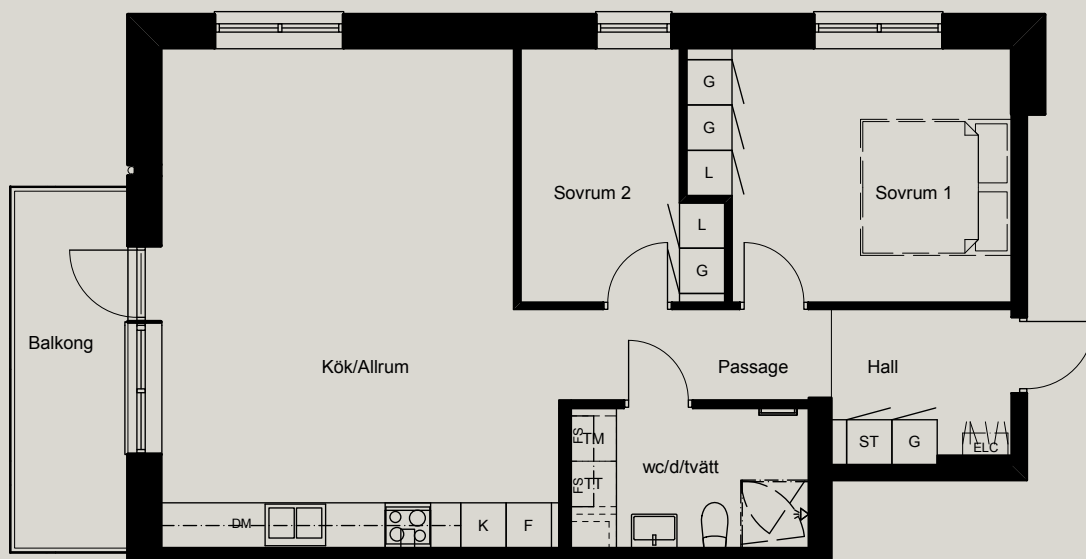 G
G
L
Sovrum 2
Sovrum 1
L
G
Balkong
Kök/Allrum
Passage
Hall
FS TM
ST
G
ELC
wc/d/tvätt
FS TT
DM
K
F